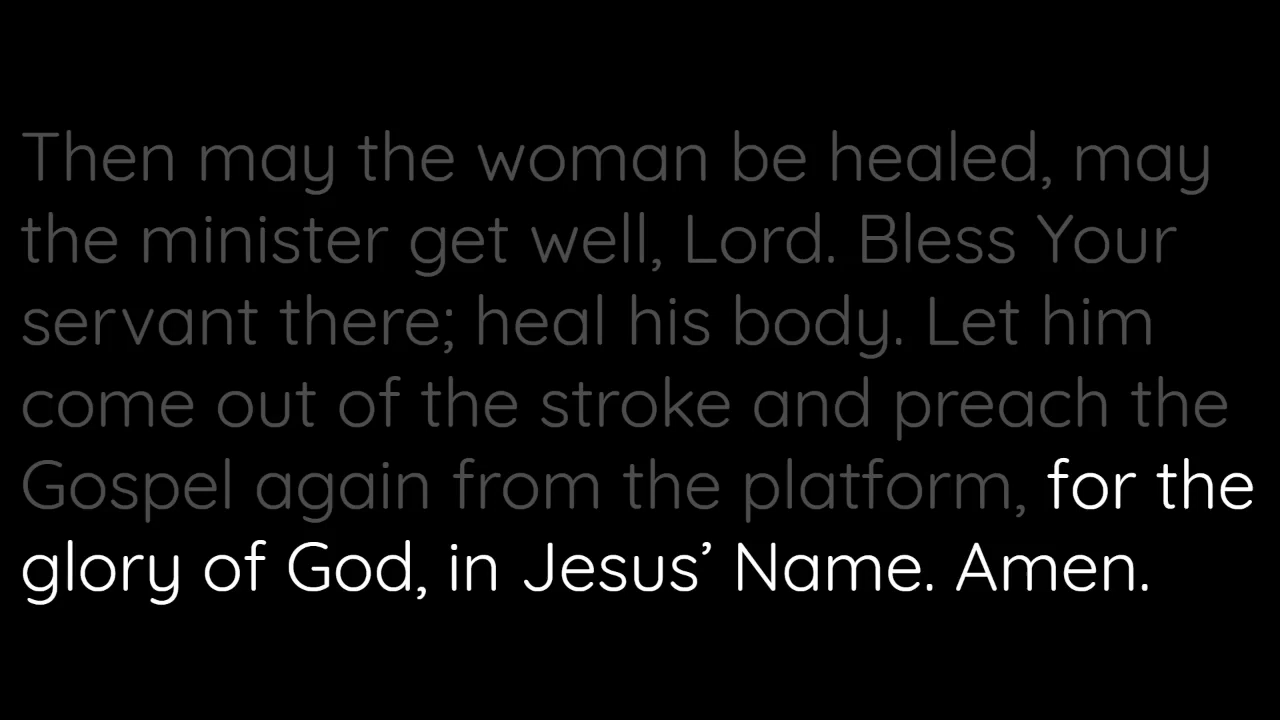 Then may the woman be healed, may
the minister get well, Lord. Bless Your
servant there; heal his body. Let him
come out of the stroke and preach the
Gospel again from the platform, for the
glory of God, in Jesus’ Name. Amen.